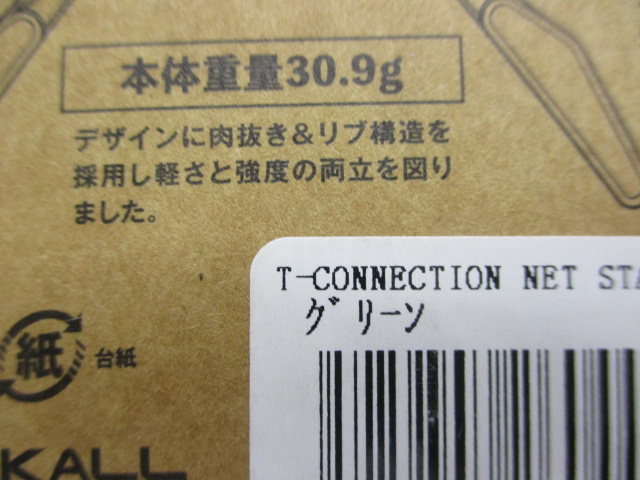 本体重量30.9g
デザインに肉抜き&リブ構造を
採用し軽さと強度の両立を図り
ました。
T-CONNECTION NET STA
グリーン
紙 台紙
KALL